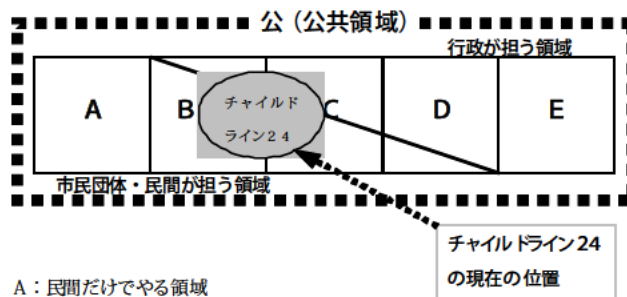 公（公共領域）
行政が担う領域
A
B
C
D
E
チャイルド
ライン２４
市民団体・民間が担う領域
チャイルドライン24
の現在の位置
A：民間だけでやる領域